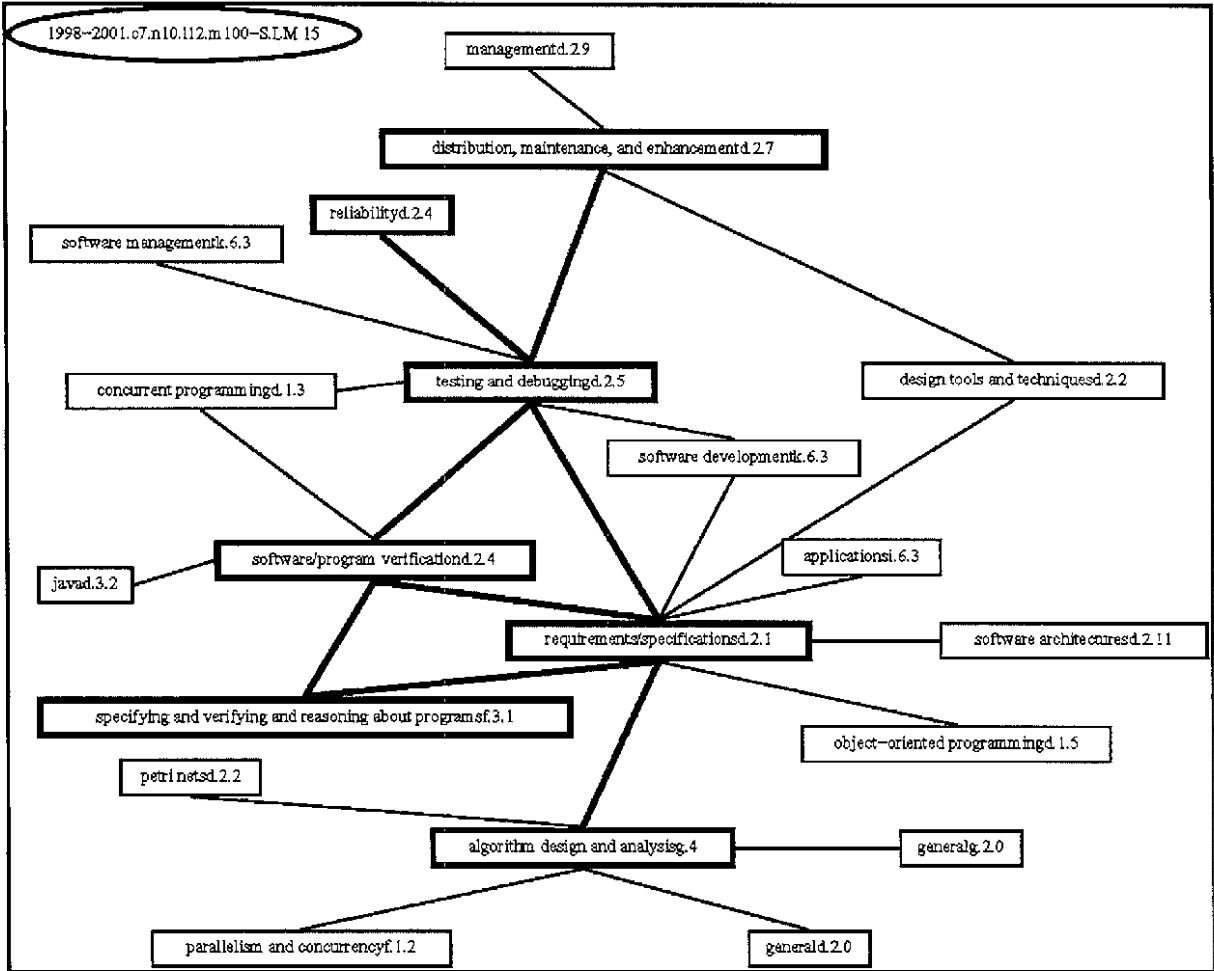 1998-2001.c7.n10.l12.m100-S.LM 15
managementd.2.9
distribution, maintenance, and enhancementd.2.7
reliabilityd.2.4
software managementk.6.3
testing and debuggingd.2.5
concurrent programmingd.1.3
design tools and techniquesd.2.2
software developmentk.6.3
software/program verificationd.2.4
applicationsi.6.3
javad.3.2
requirements/specificationsd.2.1
software architecturesd.2.11
specifying and verifying and reasoning about programsf.3.1
object-oriented programmingd.1.5
petri netsd.2.2
algorithm design and analysisg.4
generalg.2.0
parallelism and concurrencyf.1.2
generald.2.0